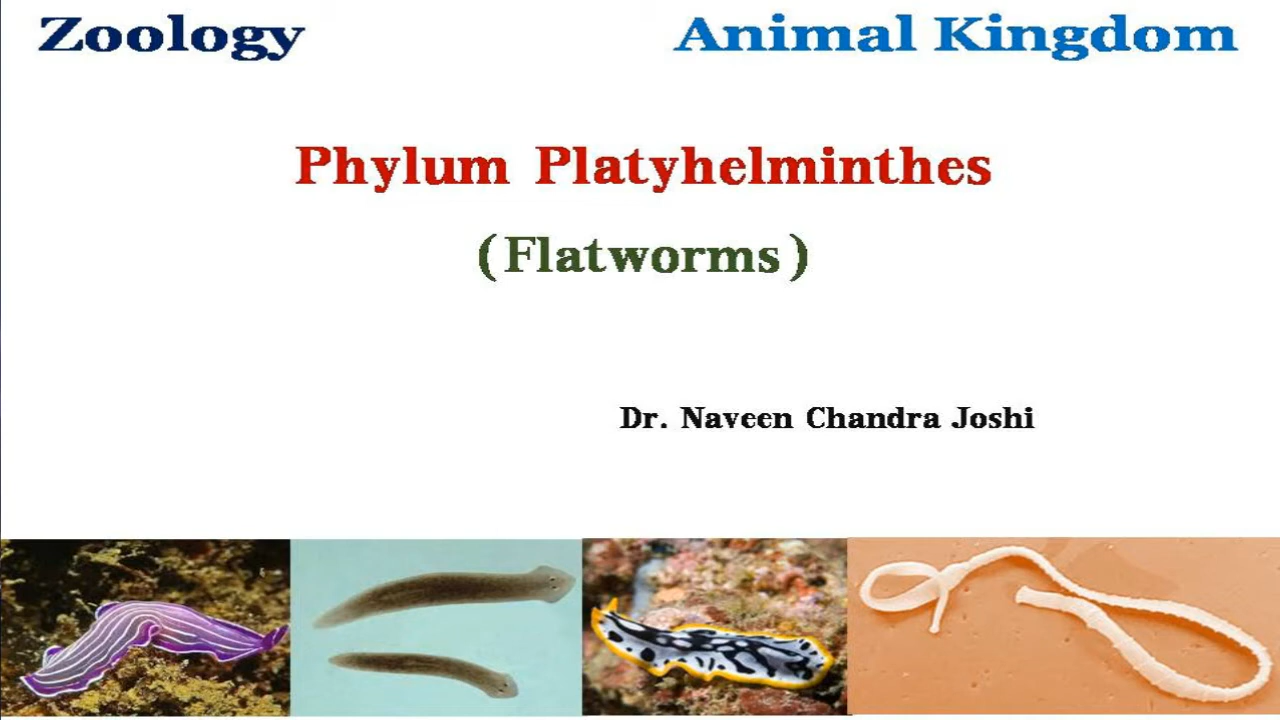 Zoology
Animal Kingdom
Phylum Platyhelminthes
(Flatworms)
Dr. Naveen Chandra Joshi